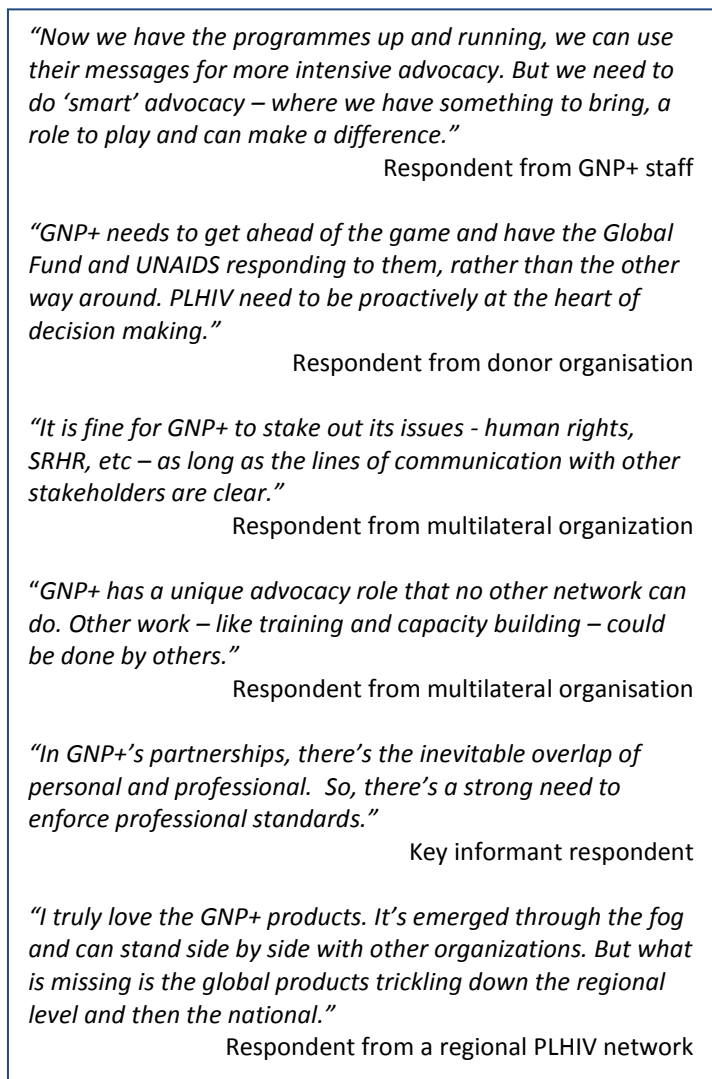 “Now we have the programmes up and running, we can use
their messages for more intensive advocacy. But we need to
do ‘smart’ advocacy – where we have something to bring, a
role to play and can make a difference.”
Respondent from GNP+ staff
“GNP+ needs to get ahead of the game and have the Global
Fund and UNAIDS responding to them, rather than the other
way around. PLHIV need to be proactively at the heart of
decision making.”
Respondent from donor organisation
“It is fine for GNP+ to stake out its issues - human rights,
SRHR, etc – as long as the lines of communication with other
stakeholders are clear.”
Respondent from multilateral organization
“GNP+ has a unique advocacy role that no other network can
do. Other work – like training and capacity building – could
be done by others.”
Respondent from multilateral organisation
“In GNP+’s partnerships, there’s the inevitable overlap of
personal and professional.  So, there’s a strong need to
enforce professional standards.”
Key informant respondent
“I truly love the GNP+ products. It’s emerged through the fog
and can stand side by side with other organizations. But what
is missing is the global products trickling down the regional
level and then the national.”
Respondent from a regional PLHIV network